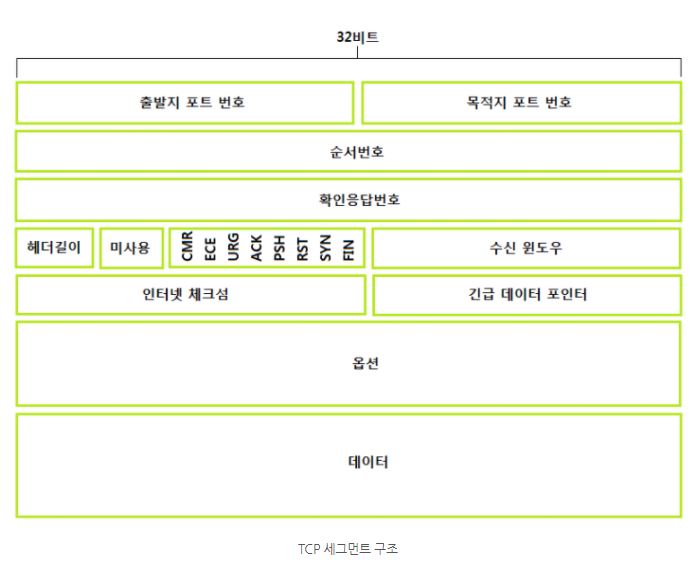 32비트
출발지 포트 번호 목적지 포트 번호
순서번호
확인응답번호
헤더길이 미사용 CMR ECE URG ACK PSH RST SYN FIN 수신 윈도우
인터넷 체크섬 긴급 데이터 포인터
옵션
데이터
TCP 세그먼트 구조